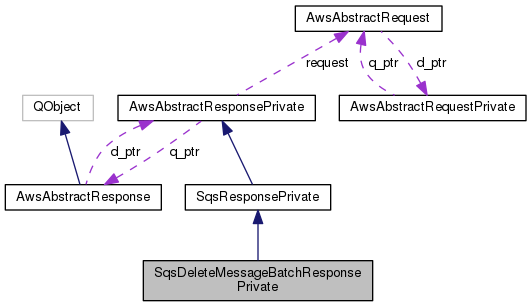 AwsAbstractRequest
request
q_ptr
d_ptr
QObject
AwsAbstractResponsePrivate
AwsAbstractRequestPrivate
d_ptr
q_ptr
AwsAbstractResponse
SqsResponsePrivate
SqsDeleteMessageBatchResponse
Private